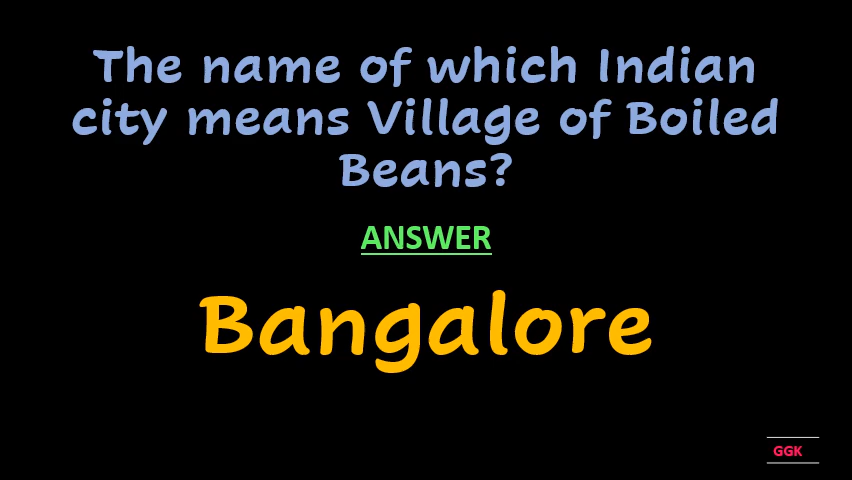 The name of which Indian
city means Village of Boiled
Beans?
ANSWER
Bangalore
GGK